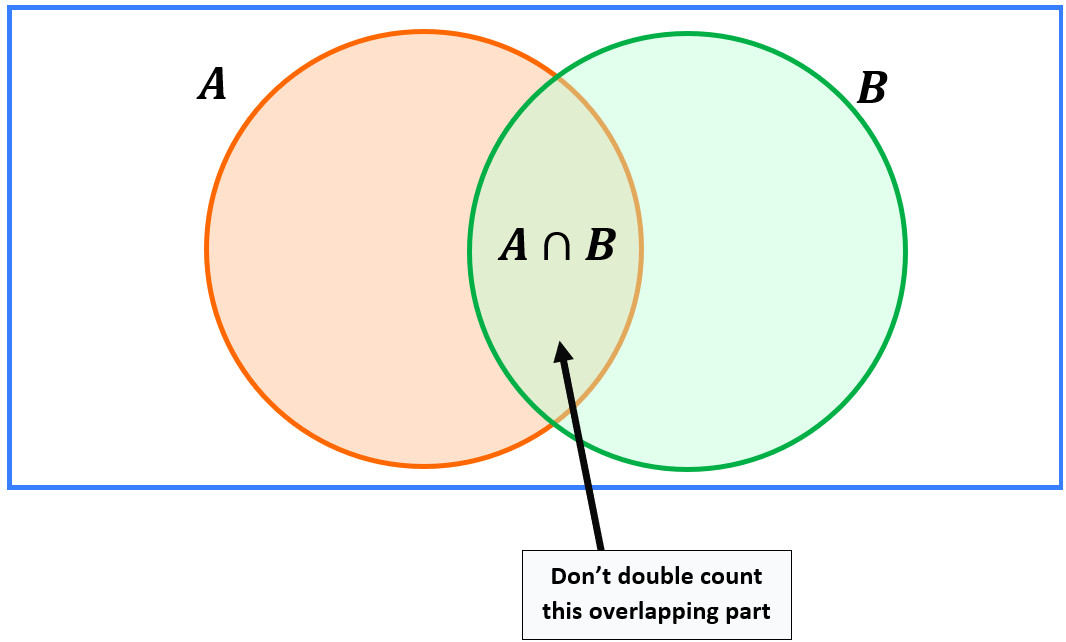 A
B
A ∩ B
Don’t double count
this overlapping part